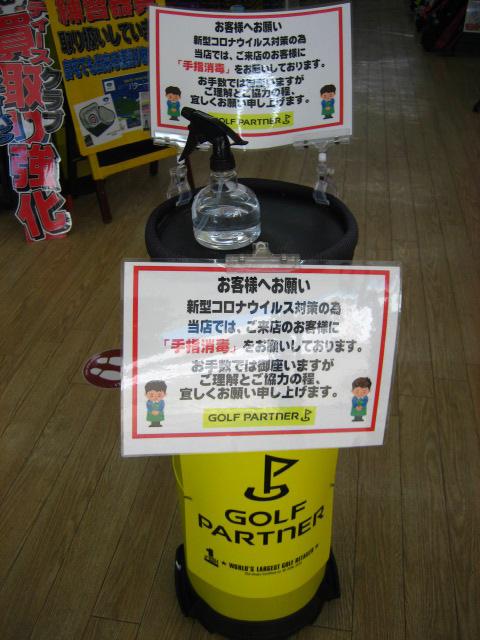 お客様へお願い
新型コロナウイルス対策の為
当店では、ご来店のお客様に
「手指消毒」をお願いしております。
お手数では御座いますが
ご理解とご協力の程、
宜しくお願い申し上げます。
GOLF PARTNER
お客様へお願い
新型コロナウイルス対策の為
当店では、ご来店のお客様に
「手指消毒」をお願いしております。
お手数では御座いますが
ご理解とご協力の程、
宜しくお願い申し上げます。
GOLF PARTNER
GOLF
PARTNER
1
WORLD'S LARGEST GOLF RETAILER
買取り強化
クラブ